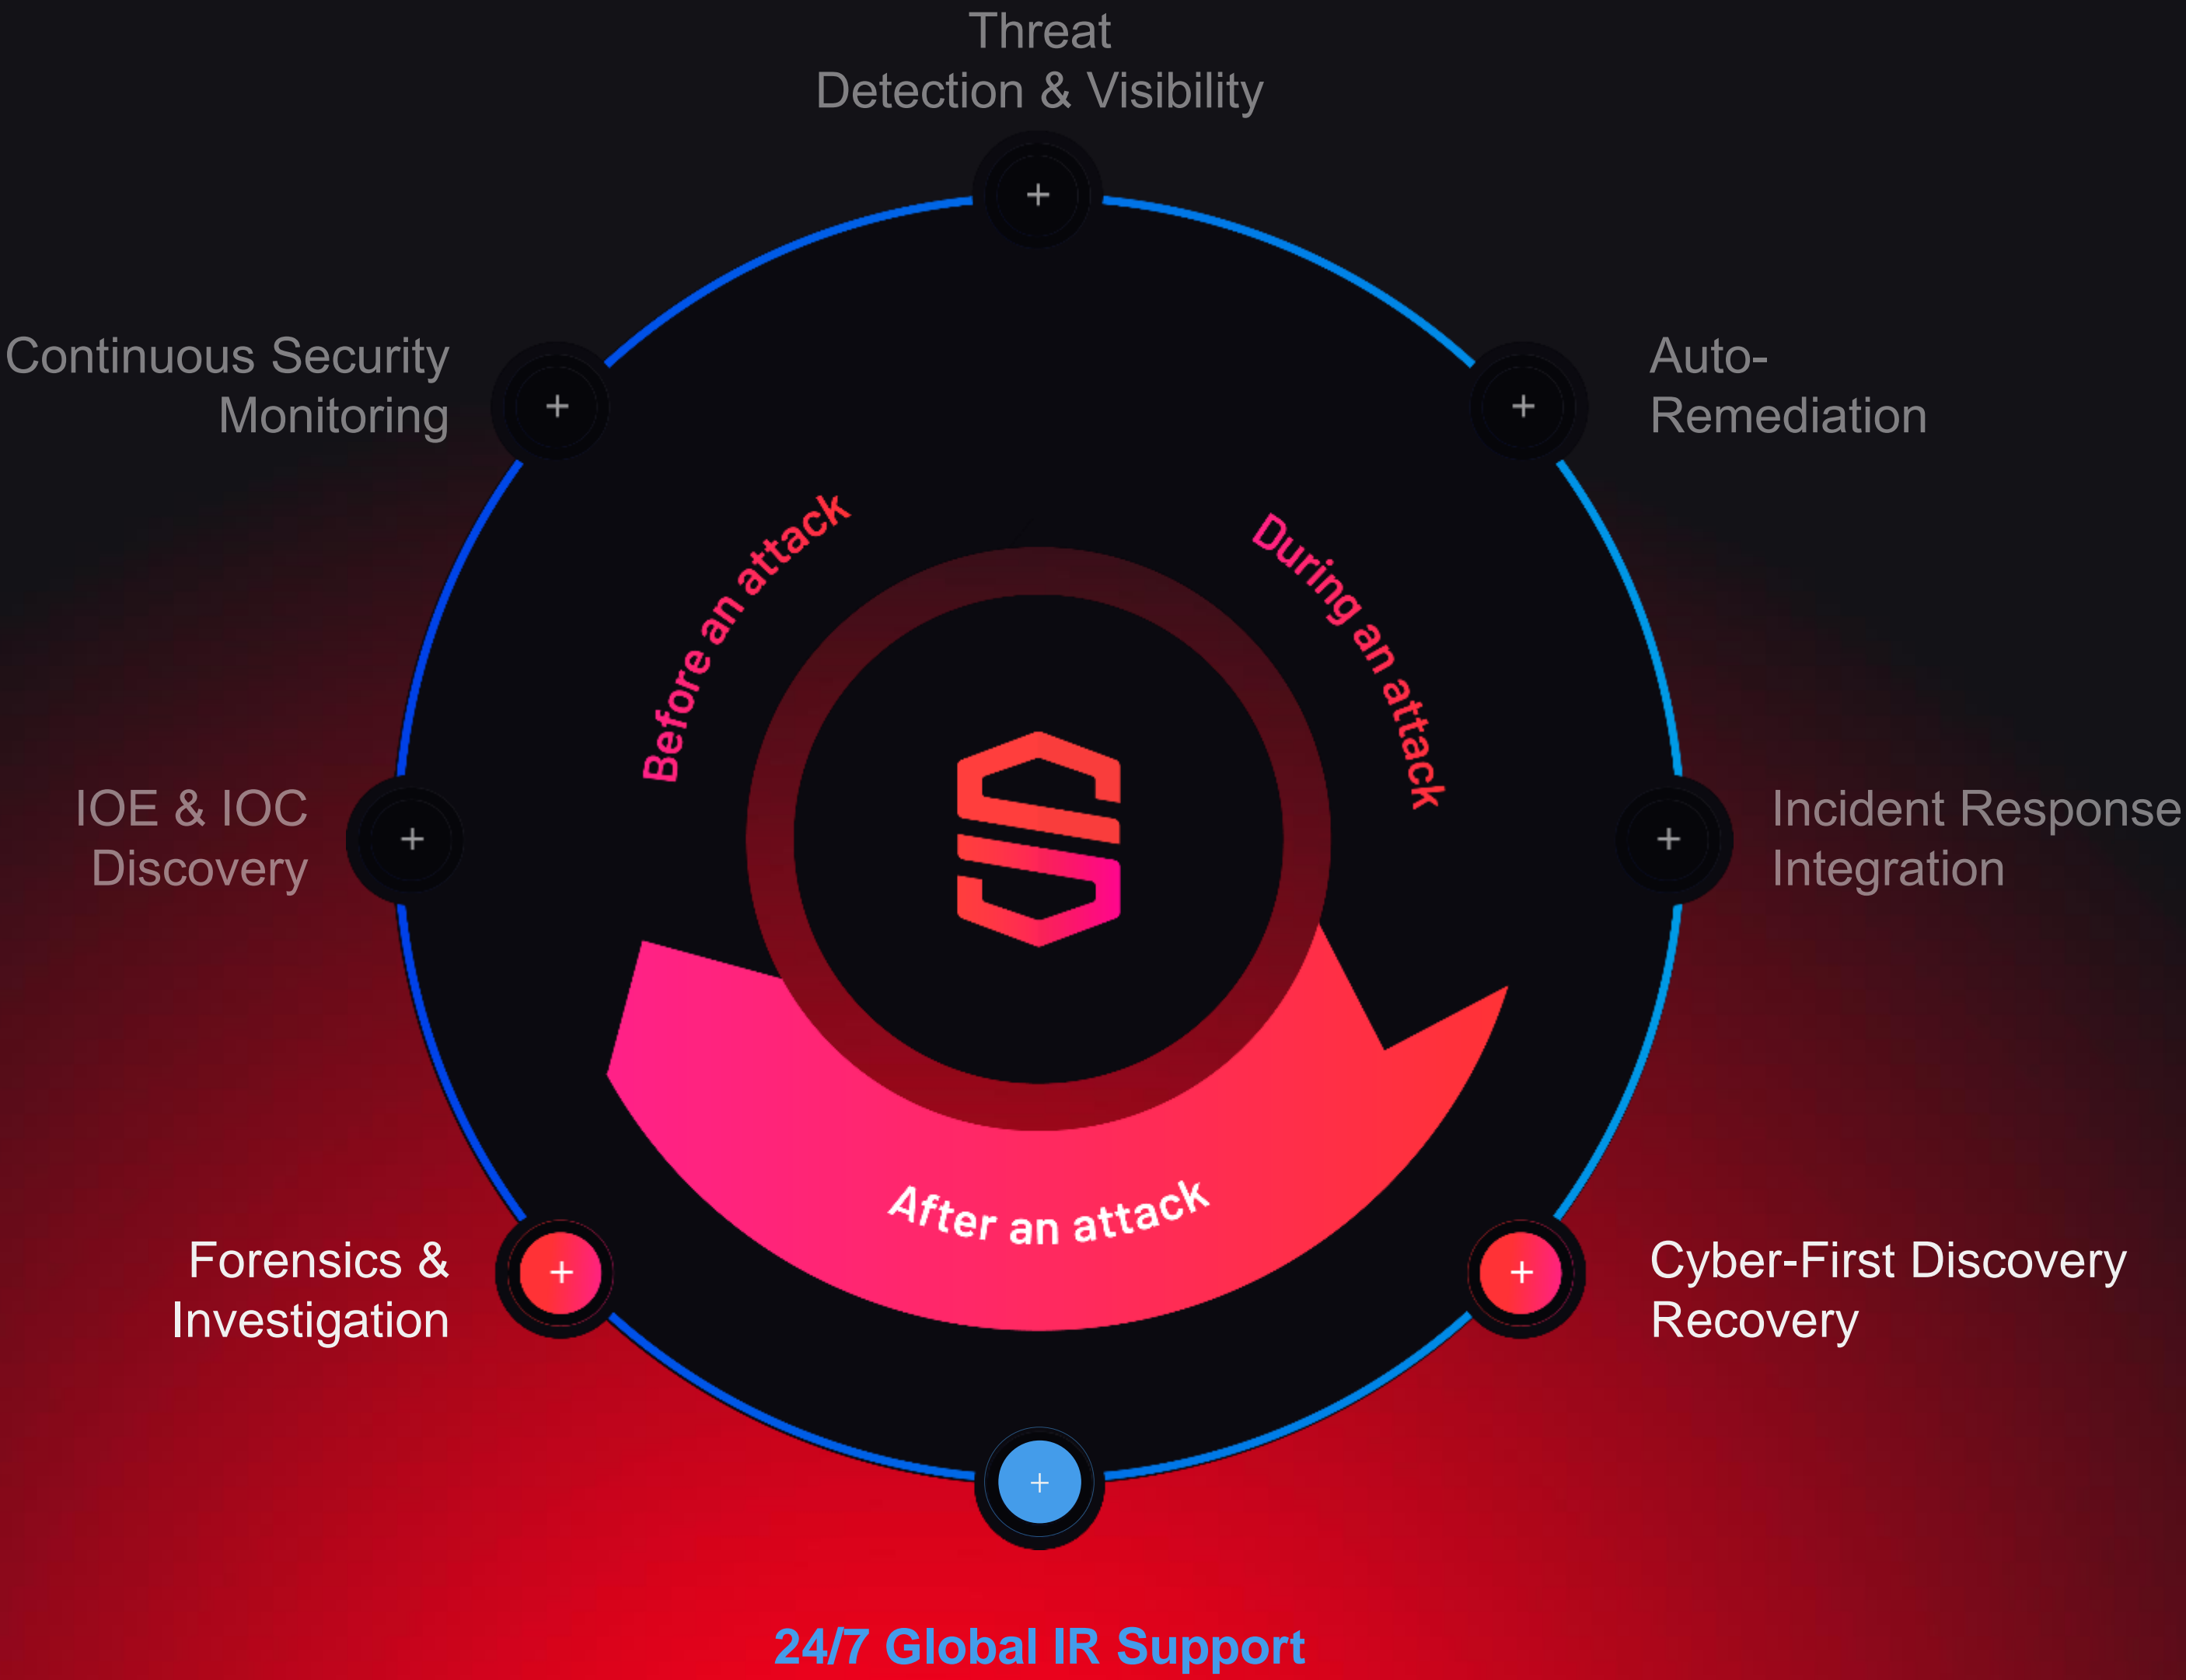 Threat
Detection & Visibility
Continuous Security
Monitoring
Auto-
Remediation
Before an attack
During an attack
IOE & IOC
Discovery
Incident Response
Integration
After an attack
Forensics &
Investigation
Cyber-First Discovery
Recovery
24/7 Global IR Support